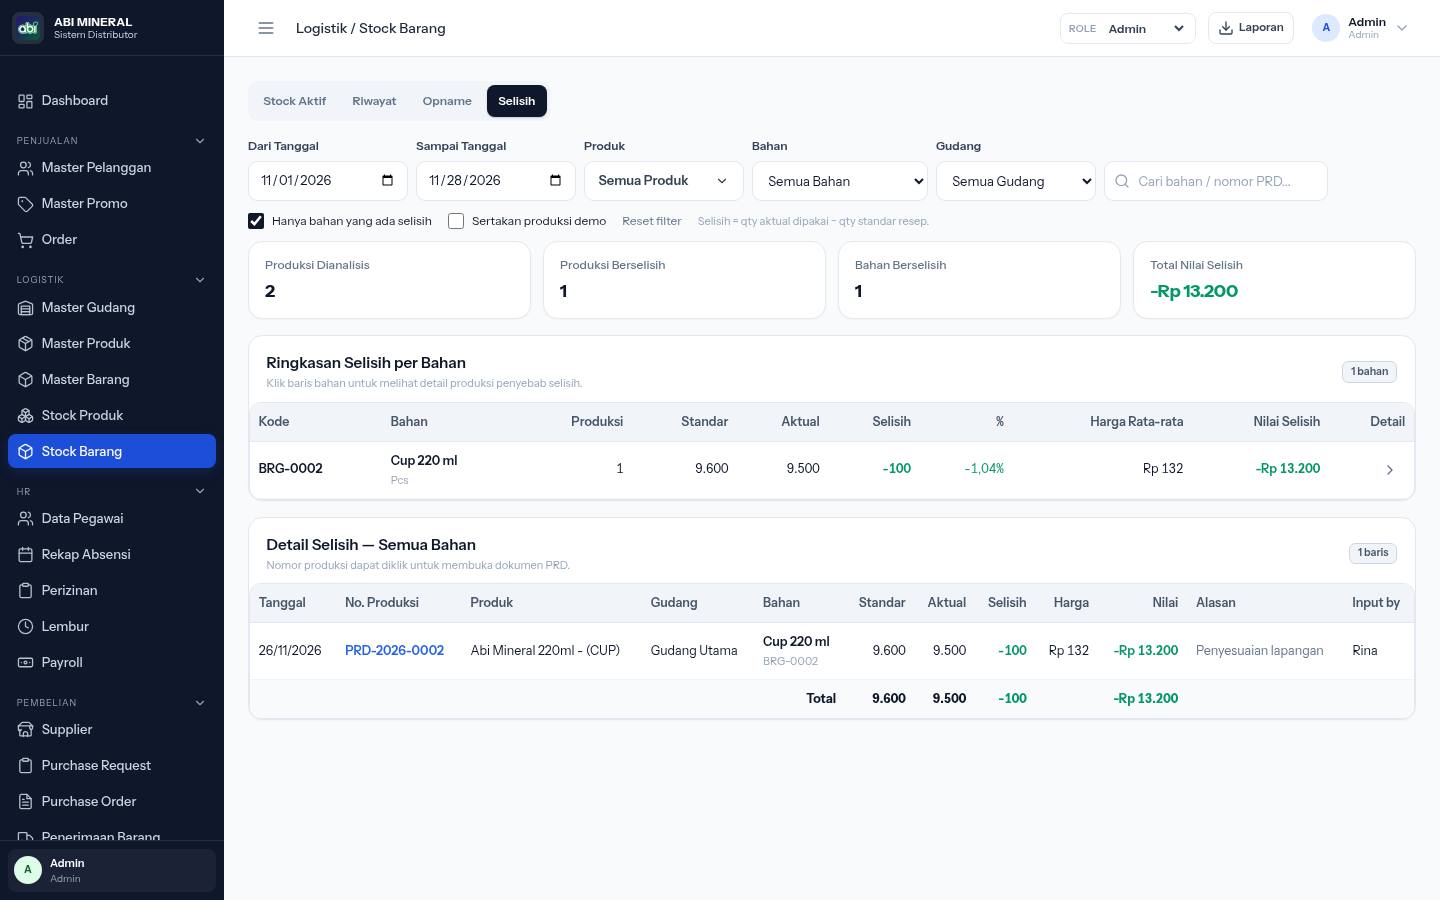 abi
ABI MINERAL
Sistem Distributor
Dashboard
PENJUALAN
Master Pelanggan
Master Promo
Order
LOGISTIK
Master Gudang
Master Produk
Master Barang
Stock Produk
Stock Barang
HR
Data Pegawai
Rekap Absensi
Perizinan
Lembur
Payroll
PEMBELIAN
Supplier
Purchase Request
Purchase Order
Penerimaan Barang
A
Admin
Admin
Logistik / Stock Barang
ROLE Admin
Laporan
A
Admin
Admin
Stock Aktif Riwayat Opname Selisih
Dari Tanggal Sampai Tanggal Produk Bahan Gudang
11/01/2026 11/28/2026 Semua Produk Semua Bahan Semua Gudang Cari bahan / nomor PRD...
Hanya bahan yang ada selisih Sertakan produksi demo Reset filter Selisih = qty aktual dipakai − qty standar resep.
Produksi Dianalisis
2
Produksi Berselisih
1
Bahan Berselisih
1
Total Nilai Selisih
-Rp 13.200
Ringkasan Selisih per Bahan
Klik baris bahan untuk melihat detail produksi penyebab selisih.
1 bahan
Kode Bahan Produksi Standar Aktual Selisih % Harga Rata-rata Nilai Selisih Detail
BRG-0002 Cup 220 ml 1 9.600 9.500 -100 -1,04% Rp 132 -Rp 13.200
Pcs
Detail Selisih — Semua Bahan
Nomor produksi dapat diklik untuk membuka dokumen PRD.
1 baris
Tanggal No. Produksi Produk Gudang Bahan Standar Aktual Selisih Harga Nilai Alasan Input by
26/11/2026 PRD-2026-0002 Abi Mineral 220ml - (CUP) Gudang Utama Cup 220 ml 9.600 9.500 -100 Rp 132 -Rp 13.200 Penyesuaian lapangan Rina
BRG-0002
Total 9.600 9.500 -100 -Rp 13.200